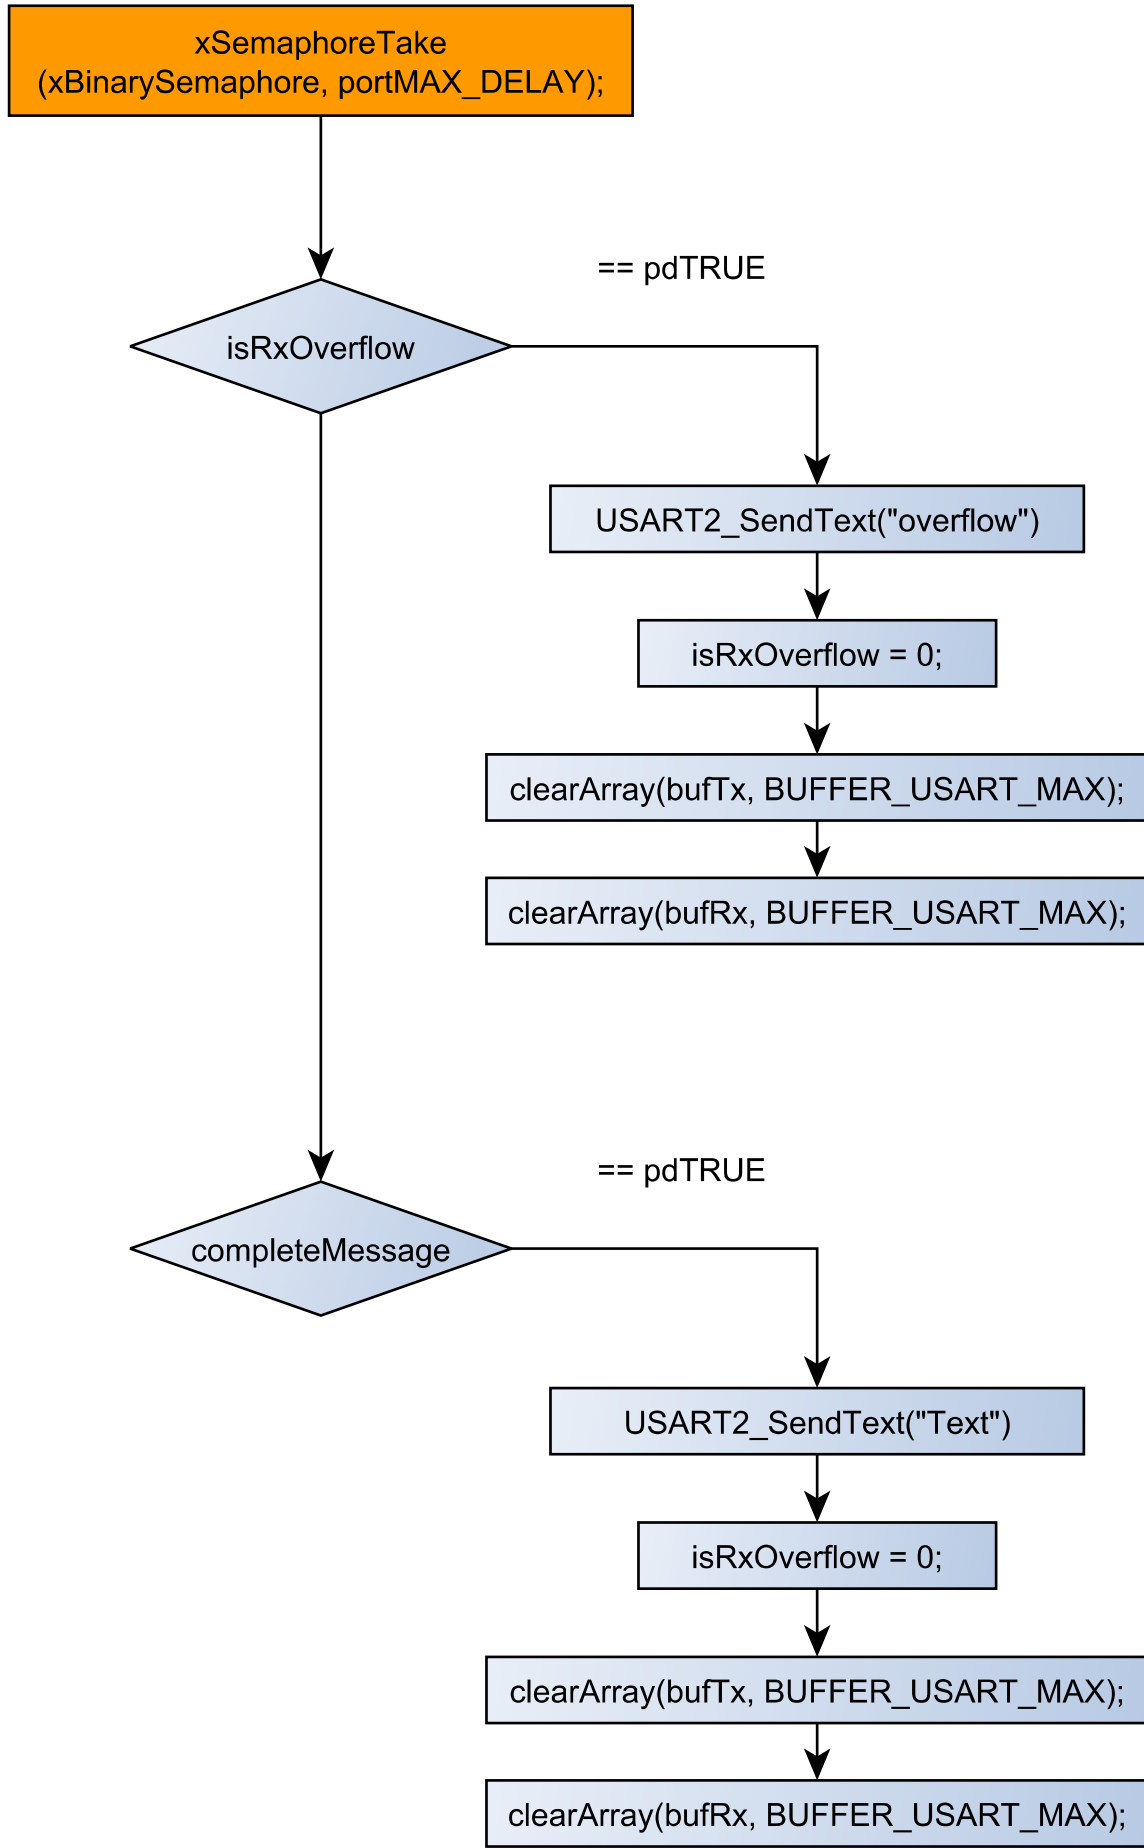 xSemaphoreTake
(xBinarySemaphore, portMAX_DELAY);
== pdTRUE
isRxOverflow
USART2_SendText("overflow")
isRxOverflow = 0;
clearArray(bufTx, BUFFER_USART_MAX);
clearArray(bufRx, BUFFER_USART_MAX);
== pdTRUE
completeMessage
USART2_SendText("Text")
isRxOverflow = 0;
clearArray(bufTx, BUFFER_USART_MAX);
clearArray(bufRx, BUFFER_USART_MAX);